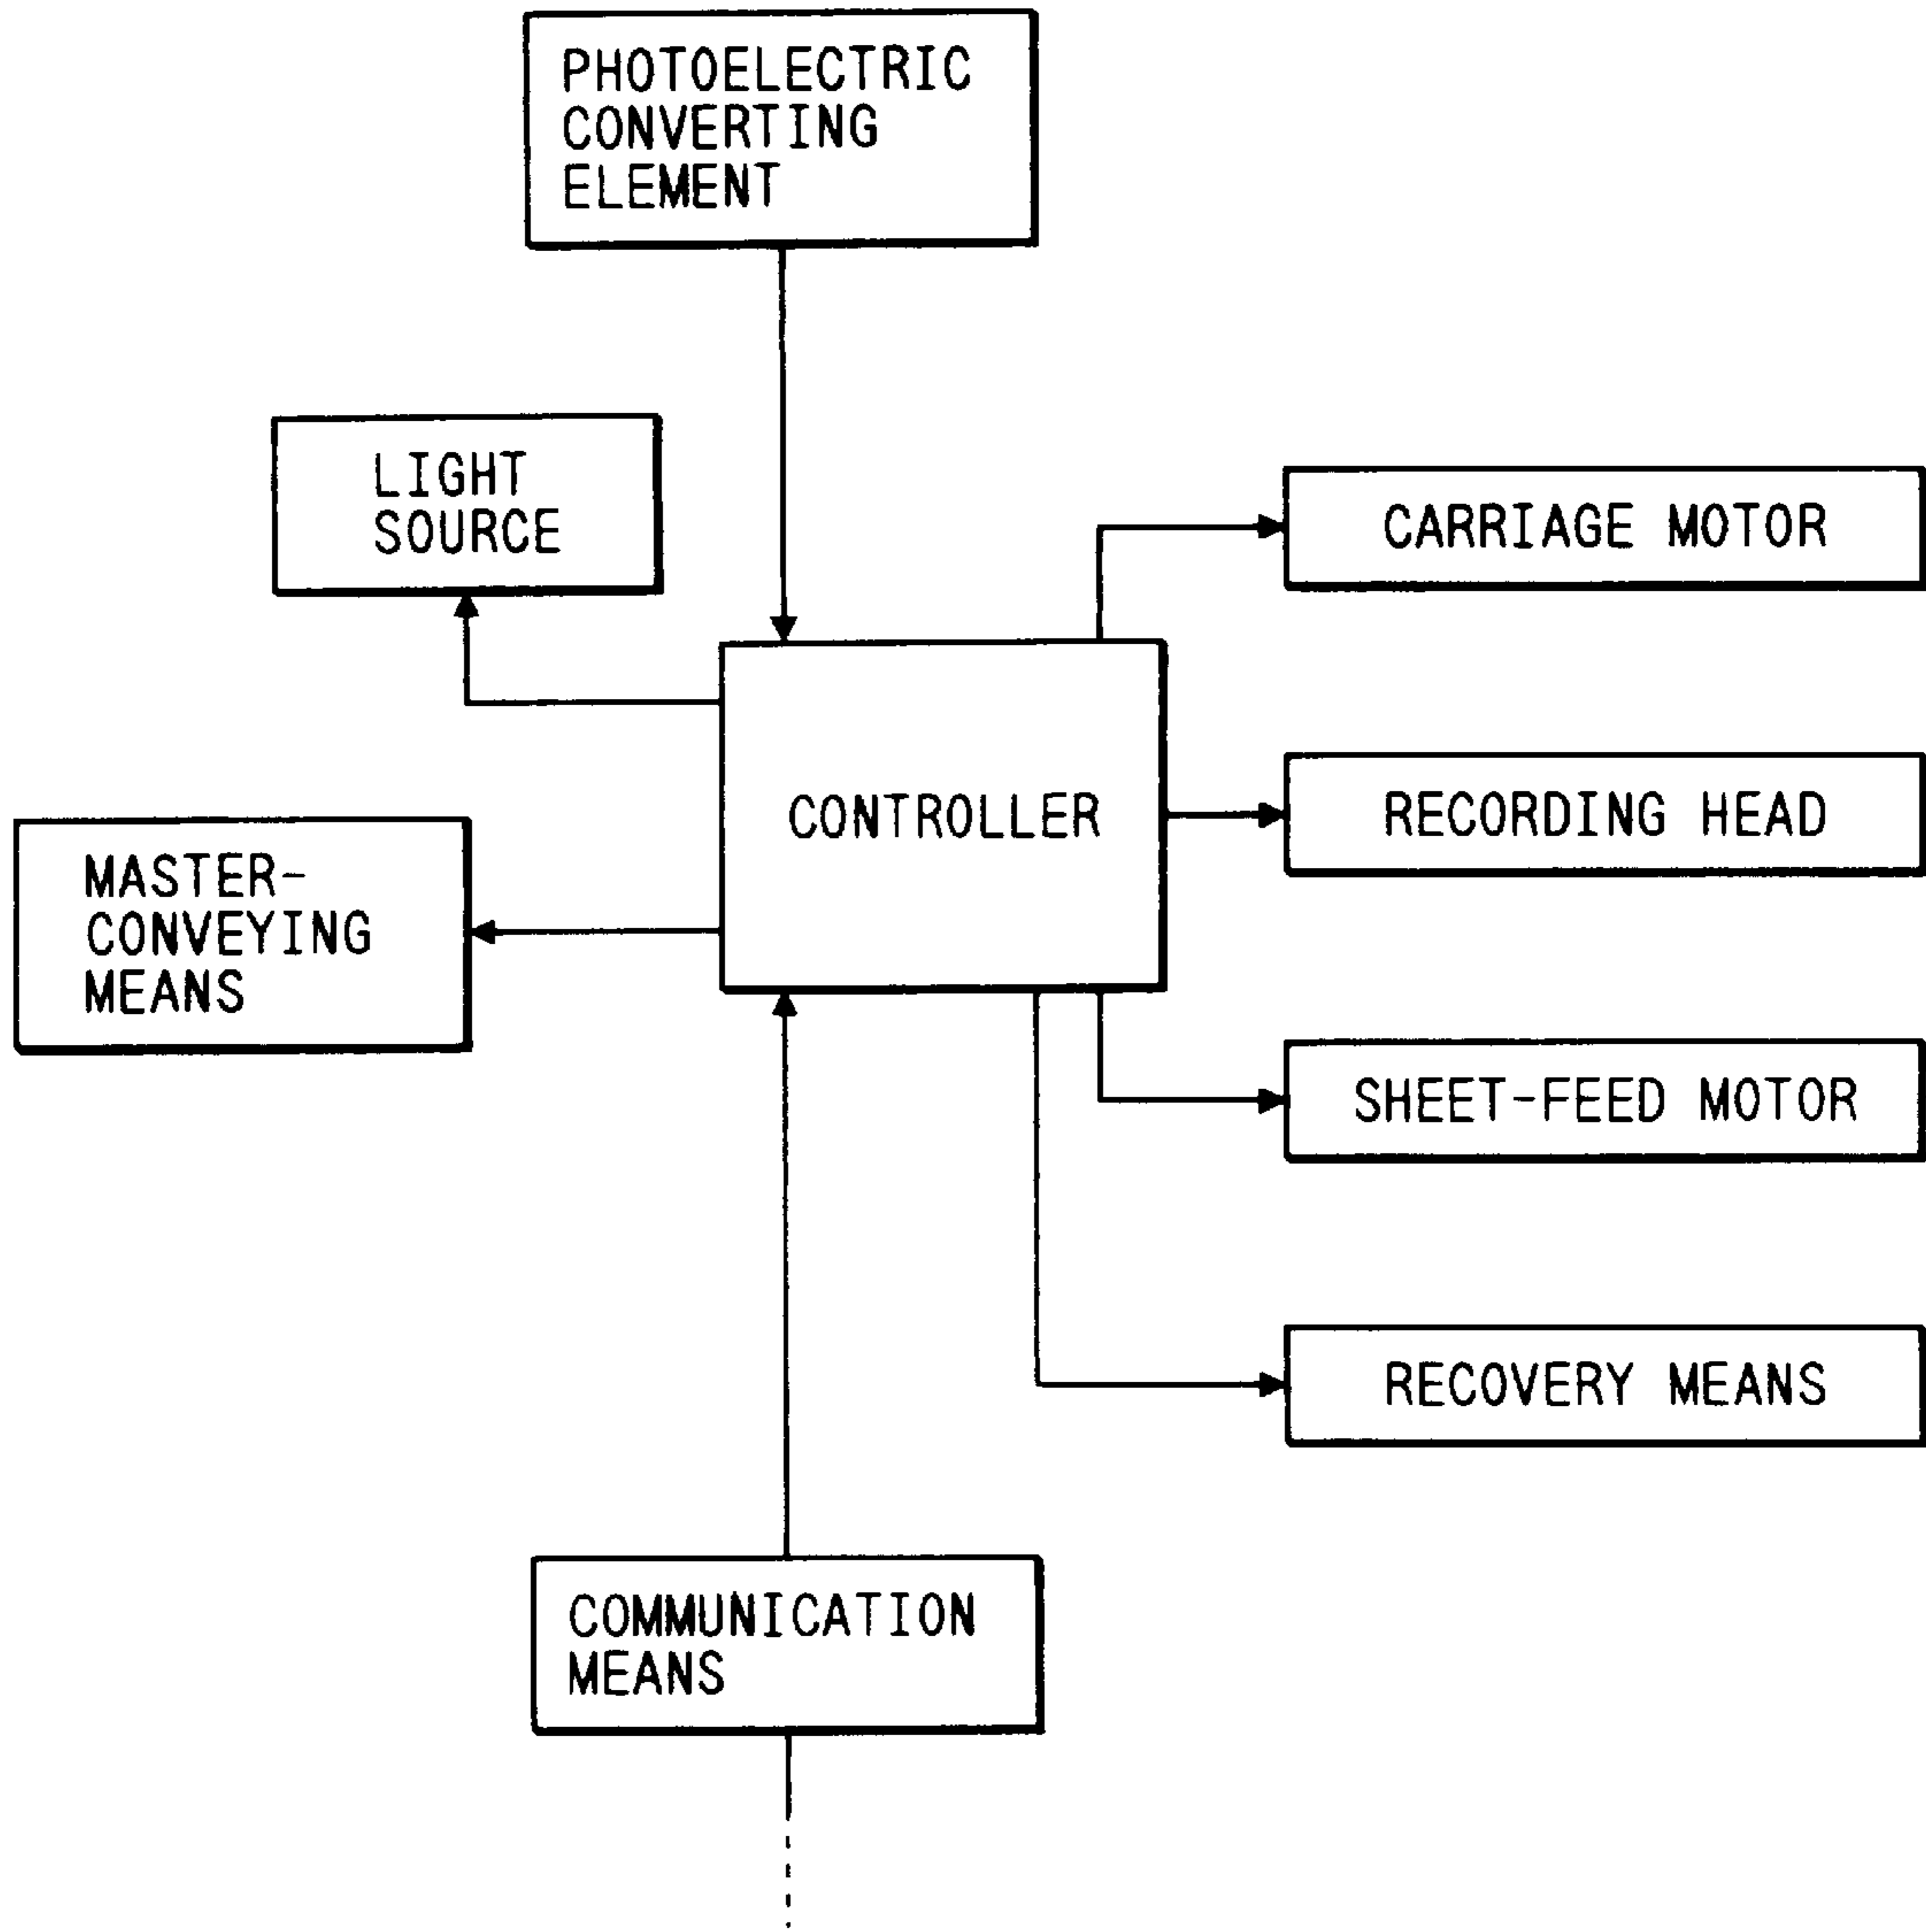 PHOTOELECTRIC
CONVERTING
ELEMENT
LIGHT
SOURCE
CARRIAGE MOTOR
CONTROLLER
RECORDING HEAD
MASTER-
CONVEYING
MEANS
SHEET-FEED MOTOR
RECOVERY MEANS
COMMUNICATION
MEANS